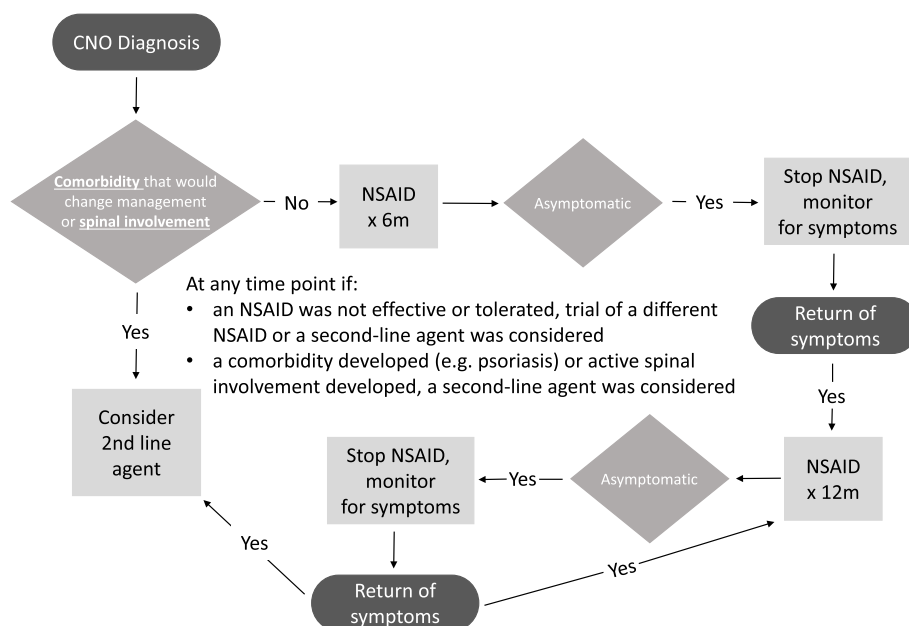 CNO Diagnosis
Comorbidity that would
change management
or spinal involvement
No
NSAID
x 6m
Asymptomatic
Yes
Stop NSAID,
monitor
for symptoms
At any time point if:
• an NSAID was not effective or tolerated, trial of a different
NSAID or a second-line agent was considered
• a comorbidity developed (e.g. psoriasis) or active spinal
involvement developed, a second-line agent was considered
Return of
symptoms
Yes
Yes
Consider
2nd line
agent
NSAID
x 12m
Asymptomatic
Yes
Stop NSAID,
monitor
for symptoms
Yes
Yes
Return of
symptoms